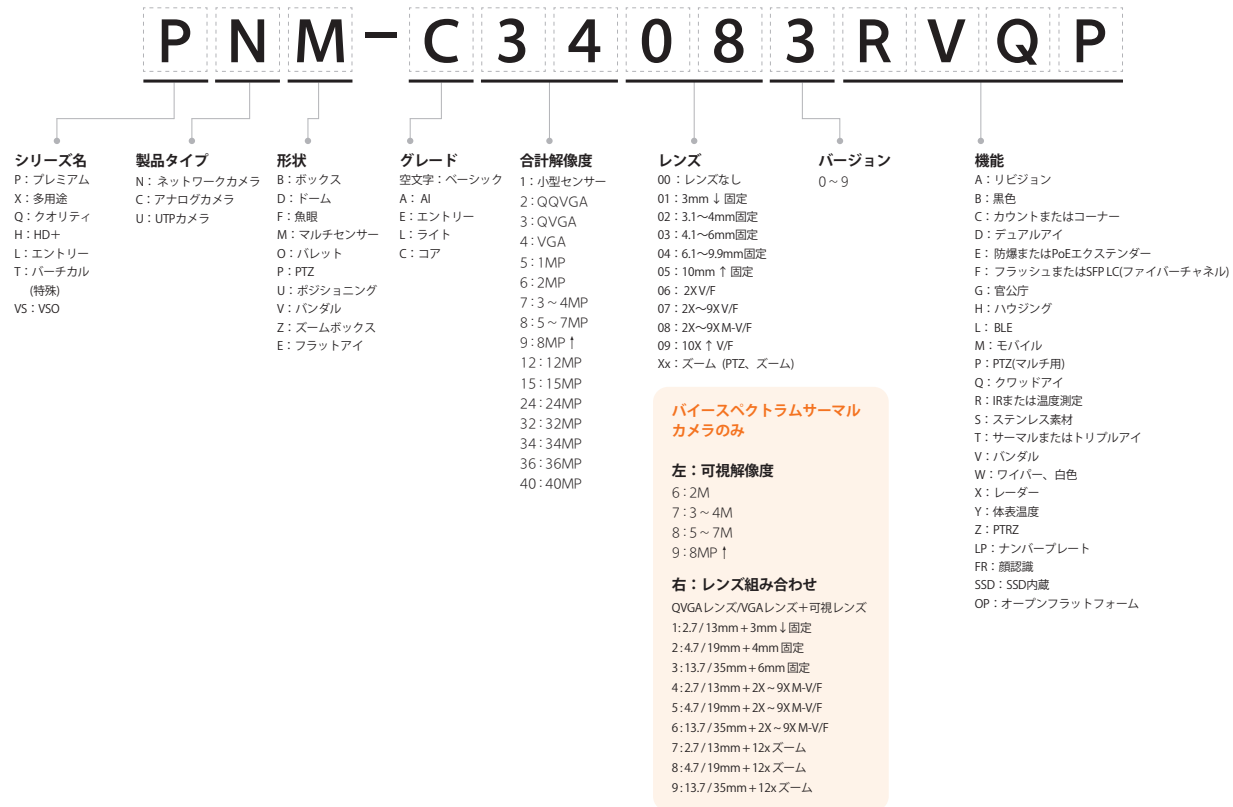 PNM-C34083RVQP
シリーズ名
P：プレミアム
X：多用途
Q：クオリティ
H：HD＋
L：エントリー
T：バーチカル
(特殊)
VS：VSO
製品タイプ
N：ネットワークカメラ
C：アナログカメラ
U：UTPカメラ
形状
B：ボックス
D：ドーム
F：魚眼
M：マルチセンサー
O：バレット
P：PTZ
U：ポジショニング
V：バンダル
Z：ズームボックス
E：フラットアイ
グレード
空文字：ベーシック
A： AI
E：エントリー
L：ライト
C：コア
合計解像度
1：小型センサー
2：QQVGA
3：QVGA
4：VGA
5：1MP
6：2MP
7：3～4MP
8：5～7MP
9：8MP↑
12：12MP
15：15MP
24：24MP
32：32MP
34：34MP
36：36MP
40：40MP
レンズ
00：レンズなし
01：3mm ↓ 固定
02：3.1～4mm固定
03：4.1～6mm固定
04：6.1～9.9mm固定
05：10mm ↑ 固定
06： 2X V/F
07：2X～9X V/F
08：2X～9X M-V/F
09：10X ↑ V/F
Xx：ズーム (PTZ、ズーム)
バイースペクトラムサーマル
カメラのみ
左：可視解像度
6：2M
7：3～4M
8：5～7M
9：8MP↑
右：レンズ組み合わせ
QVGAレンズ/VGAレンズ＋可視レンズ
1:2.7/13mm＋3mm↓固定
2:4.7/19mm＋4mm 固定
3:13.7/35mm＋6mm 固定
4:2.7/13mm＋2X～9X M-V/F
5:4.7/19mm＋2X～9X M-V/F
6:13.7/35mm＋2X～9X M-V/F
7:2.7/13mm＋12x ズーム
8:4.7/19mm＋12x ズーム
9:13.7/35mm＋12x ズーム
バージョン
0～9
機能
A：リビジョン
B：黒色
C：カウントまたはコーナー
D：デュアルアイ
E： 防爆またはPoEエクステンダー
F： フラッシュまたはSFP LC(ファイバーチャネル)
G：官公庁
H：ハウジング
L： BLE
M：モバイル
P：PTZ(マルチ用)
Q：クワッドアイ
R：IRまたは温度測定
S：ステンレス素材
T：サーマルまたはトリプルアイ
V：バンダル
W：ワイパー、白色
X：レーダー
Y：体表温度
Z：PTRZ
LP：ナンバープレート
FR：顔認識
SSD：SSD内蔵
OP：オープンフラットフォーム